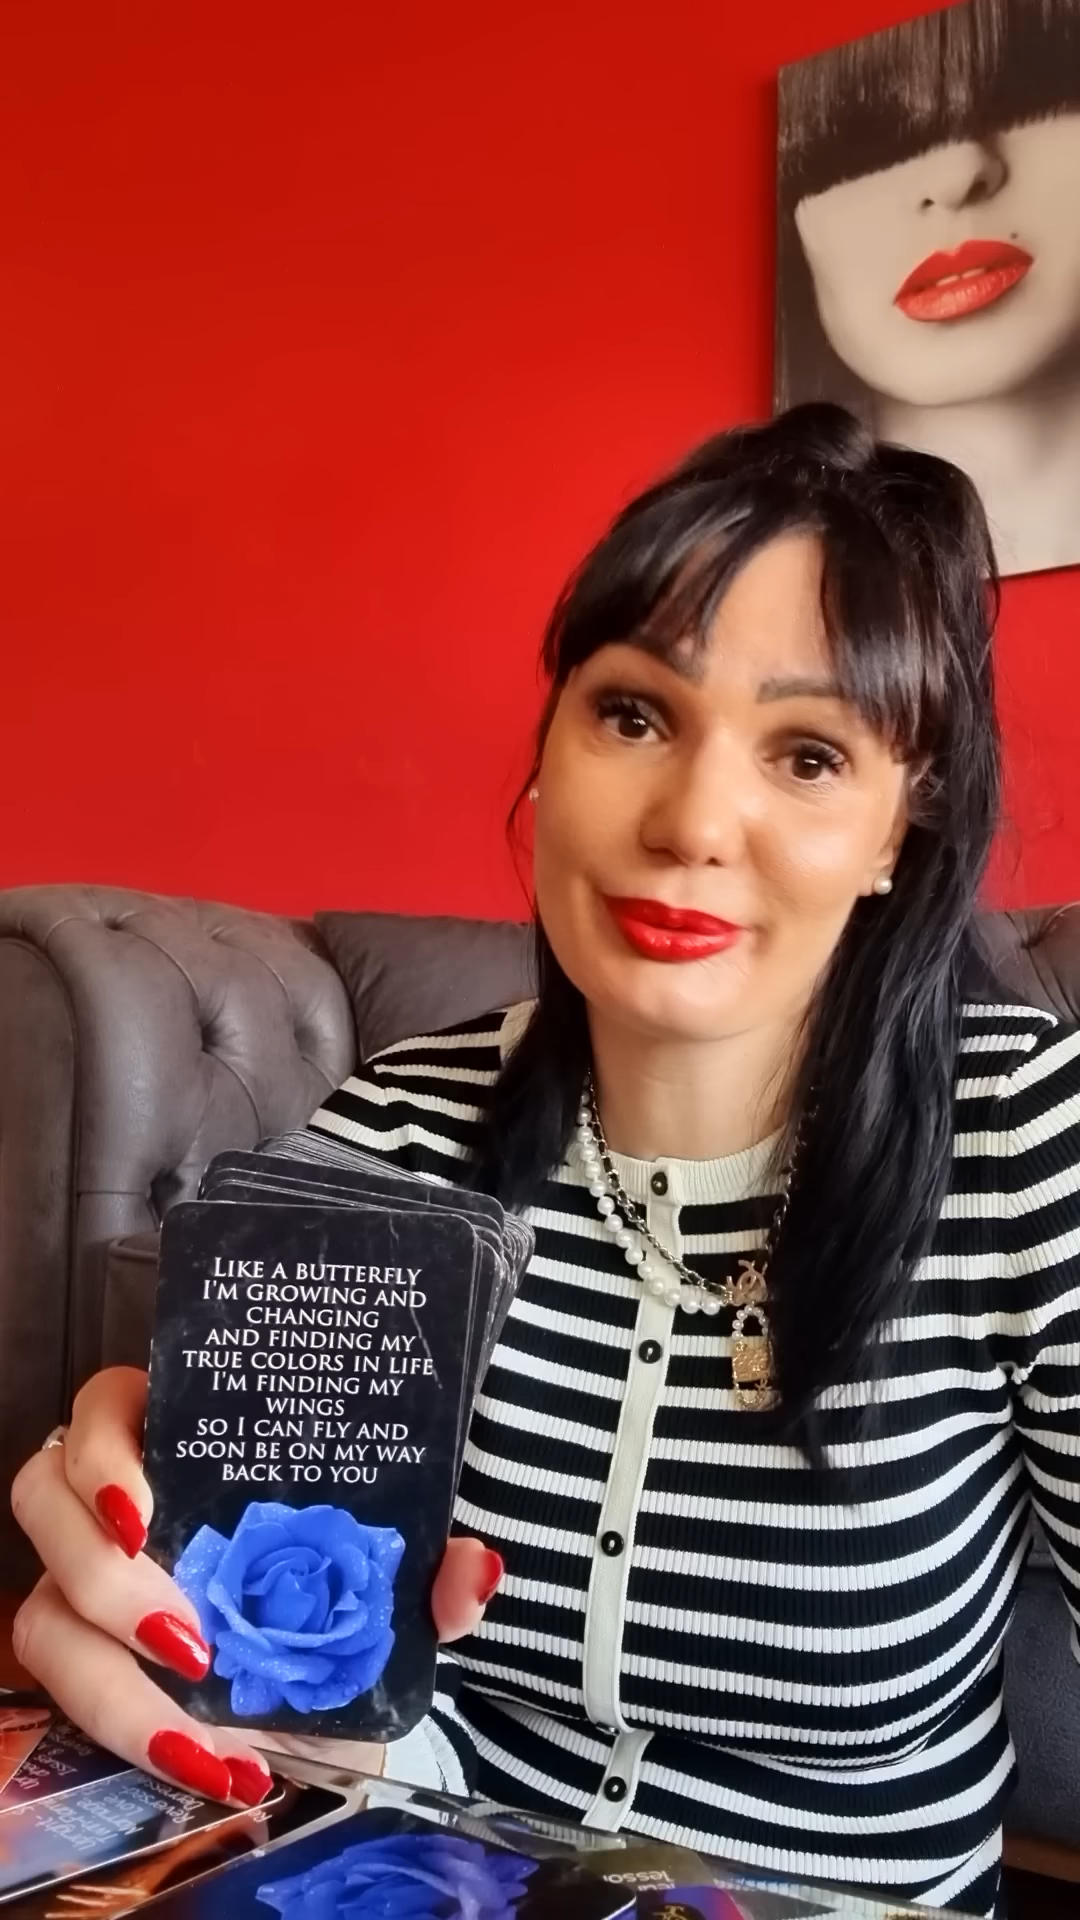 LIKE A BUTTERFLY
I'M GROWING AND
CHANGING
AND FINDING MY
TRUE COLORS IN LIFE
I'M FINDING MY
WINGS
SO I CAN FLY AND
SOON BE ON MY WAY
BACK TO YOU